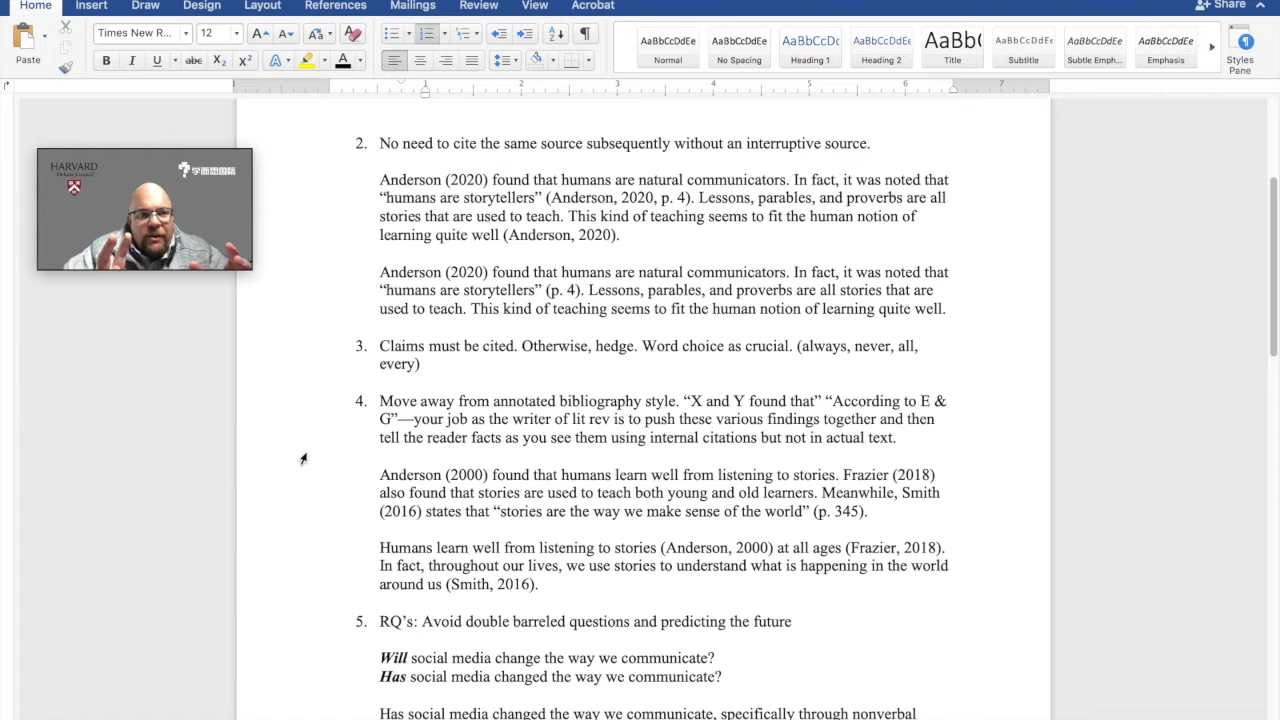 Home Insert Draw Design Layout References Mailings Review View Acrobat Share
Times New R... 12
Paste
AaBbCcDdEe AaBbCcDdEe AaBbCcDc AaBbCcDdEe AaBb( AaBbCcDdEe AaBbCcDdEe AaBbCcDdEe
Normal No Spacing Heading 1 Heading 2 Title Subtitle Subtle Emph... Emphasis Styles
Pane
1 2 3 4 5 6 7
2. No need to cite the same source subsequently without an interruptive source.
HARVARD
Debate Council
学而思国际
Anderson (2020) found that humans are natural communicators. In fact, it was noted that
“humans are storytellers” (Anderson, 2020, p. 4). Lessons, parables, and proverbs are all
stories that are used to teach. This kind of teaching seems to fit the human notion of
learning quite well (Anderson, 2020).
Anderson (2020) found that humans are natural communicators. In fact, it was noted that
“humans are storytellers” (p. 4). Lessons, parables, and proverbs are all stories that are
used to teach. This kind of teaching seems to fit the human notion of learning quite well.
3. Claims must be cited. Otherwise, hedge. Word choice as crucial. (always, never, all,
every)
4. Move away from annotated bibliography style. “X and Y found that” “According to E &
G”—your job as the writer of lit rev is to push these various findings together and then
tell the reader facts as you see them using internal citations but not in actual text.
Anderson (2000) found that humans learn well from listening to stories. Frazier (2018)
also found that stories are used to teach both young and old learners. Meanwhile, Smith
(2016) states that “stories are the way we make sense of the world” (p. 345).
Humans learn well from listening to stories (Anderson, 2000) at all ages (Frazier, 2018).
In fact, throughout our lives, we use stories to understand what is happening in the world
around us (Smith, 2016).
5. RQ’s: Avoid double barreled questions and predicting the future
Will social media change the way we communicate?
Has social media changed the way we communicate?
Has social media changed the way we communicate, specifically through nonverbal